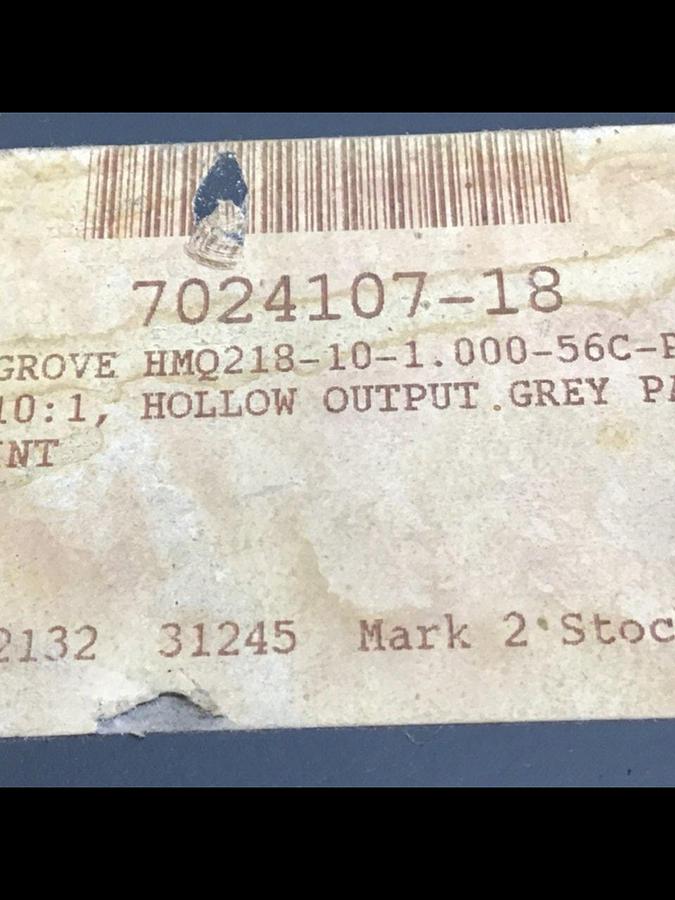 7024107-18
GROVE HMQ218-10-1.000-56C-
10:1, HOLLOW OUTPUT GREY PA
NT
2132 31245 Mark 2 Stoc